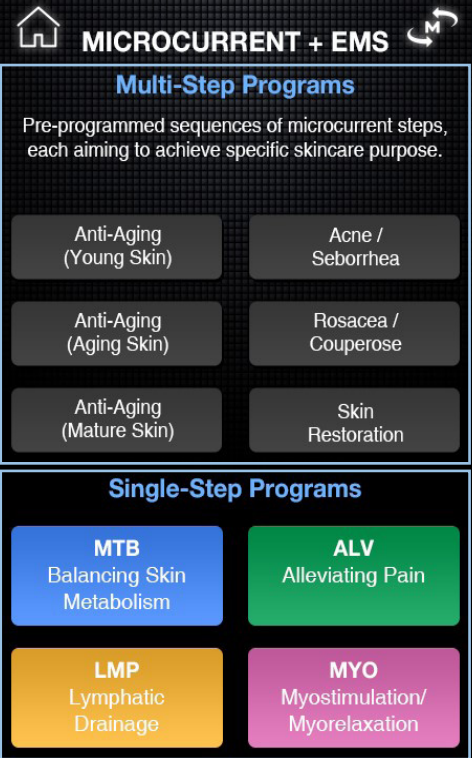 MICROCURRENT + EMS
M
Multi-Step Programs
Pre-programmed sequences of microcurrent steps,
each aiming to achieve specific skincare purpose.
Anti-Aging
(Young Skin)
Acne /
Seborrhea
Anti-Aging
(Aging Skin)
Rosacea /
Couperose
Anti-Aging
(Mature Skin)
Skin
Restoration
Single-Step Programs
MTB
Balancing Skin
Metabolism
ALV
Alleviating Pain
LMP
Lymphatic
Drainage
MYO
Myostimulation/
Myorelaxation